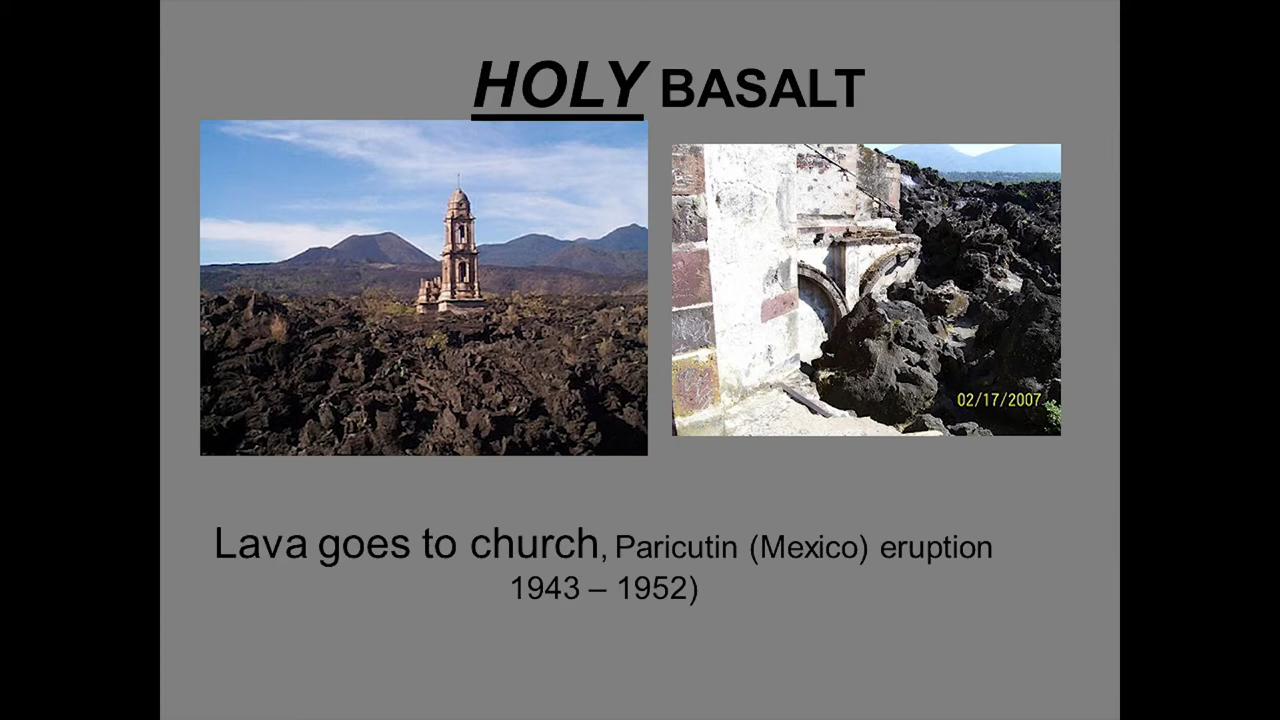 HOLY BASALT
02/17/2007
Lava goes to church, Paricutin (Mexico) eruption
1943 – 1952)